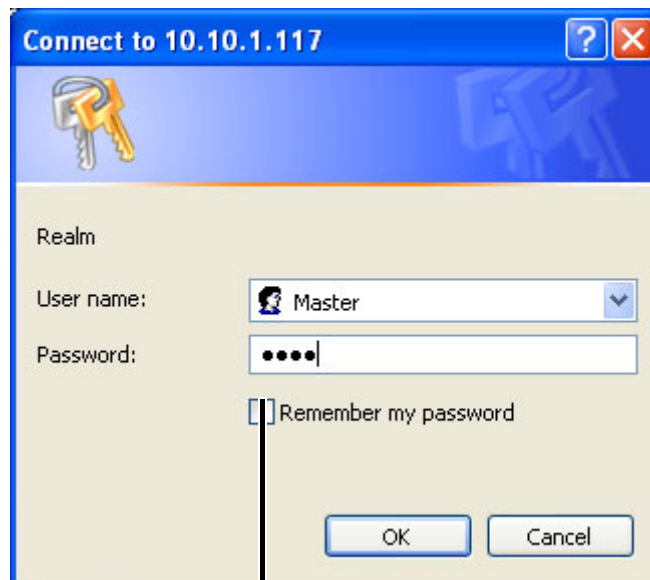 Connect to 10.10.1.117
Realm
User name: Master
Password: ••••
Remember my password
OK Cancel